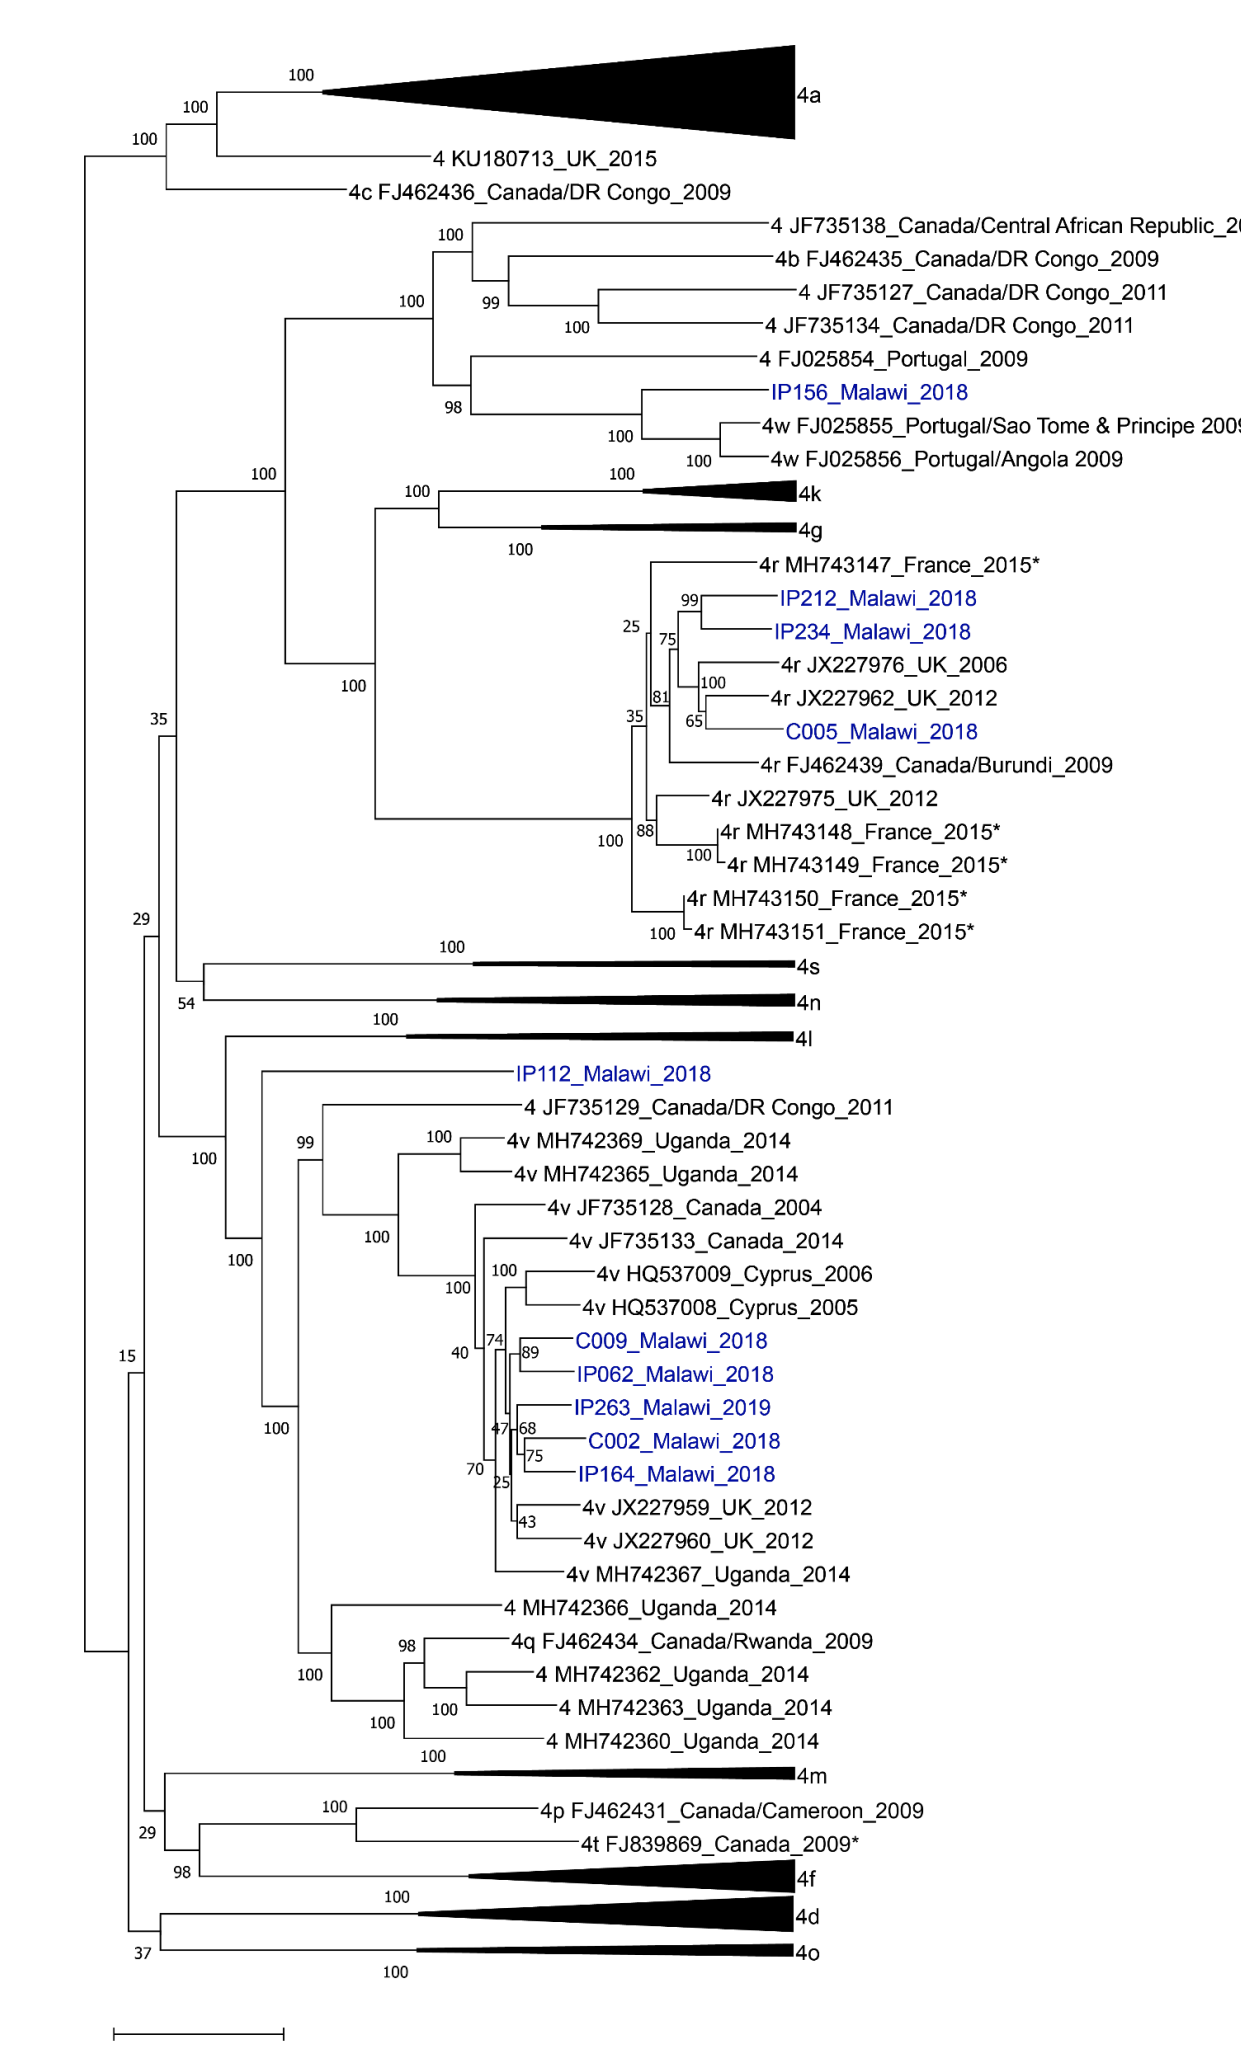 100
4a
100
100
4 KU180713_UK_2015
4c FJ462436_Canada/DR Congo_2009
4 JF735138_Canada/Central African Republic_20
100
4b FJ462435_Canada/DR Congo_2009
100
99
4 JF735127_Canada/DR Congo_2011
100
4 JF735134_Canada/DR Congo_2011
4 FJ025854_Portugal_2009
IP156_Malawi_2018
98
4w FJ025855_Portugal/Sao Tome & Principe 2009
100
4w FJ025856_Portugal/Angola 2009
100
100
100
4k
100
4g
100
4r MH743147_France_2015*
99
IP212_Malawi_2018
25
75
IP234_Malawi_2018
4r JX227976_UK_2006
100
100
81
4r JX227962_UK_2012
35
35
65
C005_Malawi_2018
4r FJ462439_Canada/Burundi_2009
4r JX227975_UK_2012
88
4r MH743148_France_2015*
100
100
4r MH743149_France_2015*
4r MH743150_France_2015*
29
100
4r MH743151_France_2015*
100
4s
54
4n
100
4l
IP112_Malawi_2018
4 JF735129_Canada/DR Congo_2011
99
100
4v MH742369_Uganda_2014
100
4v MH742365_Uganda_2014
4v JF735128_Canada_2004
100
4v JF735133_Canada_2014
100
100
4v HQ537009_Cyprus_2006
100
4v HQ537008_Cyprus_2005
74
C009_Malawi_2018
15
40
89
IP062_Malawi_2018
IP263_Malawi_2019
100
47
68
C002_Malawi_2018
75
70
25
IP164_Malawi_2018
4v JX227959_UK_2012
43
4v JX227960_UK_2012
4v MH742367_Uganda_2014
4 MH742366_Uganda_2014
98
4q FJ462434_Canada/Rwanda_2009
100
4 MH742362_Uganda_2014
100
4 MH742363_Uganda_2014
100
4 MH742360_Uganda_2014
100
4m
100
4p FJ462431_Canada/Cameroon_2009
29
4t FJ839869_Canada_2009*
98
4f
100
4d
37
4o
100